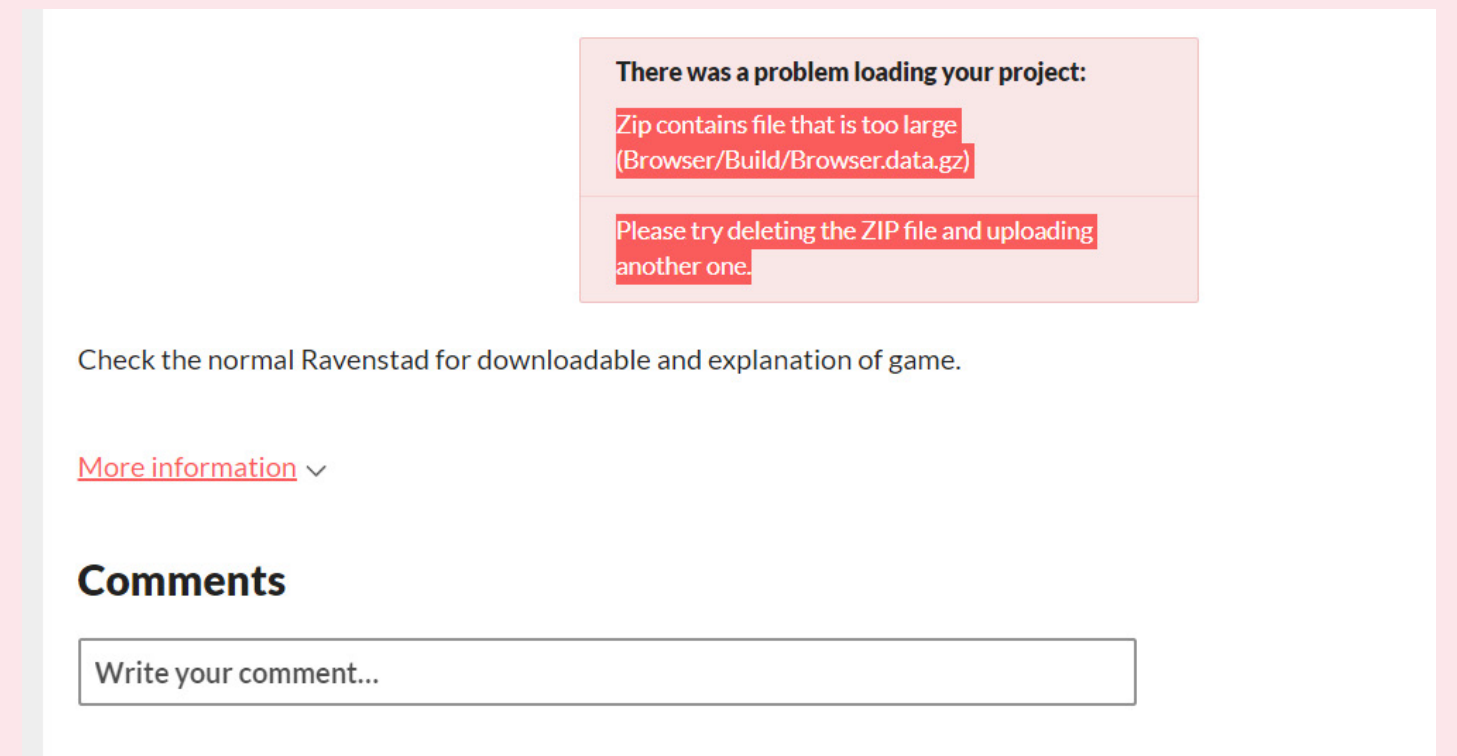 There was a problem loading your project:
Zip contains file that is too large
(Browser/Build/Browser.data.gz)
Please try deleting the ZIP file and uploading
another one.
Check the normal Ravenstad for downloadable and explanation of game.
More information
Comments
Write your comment...